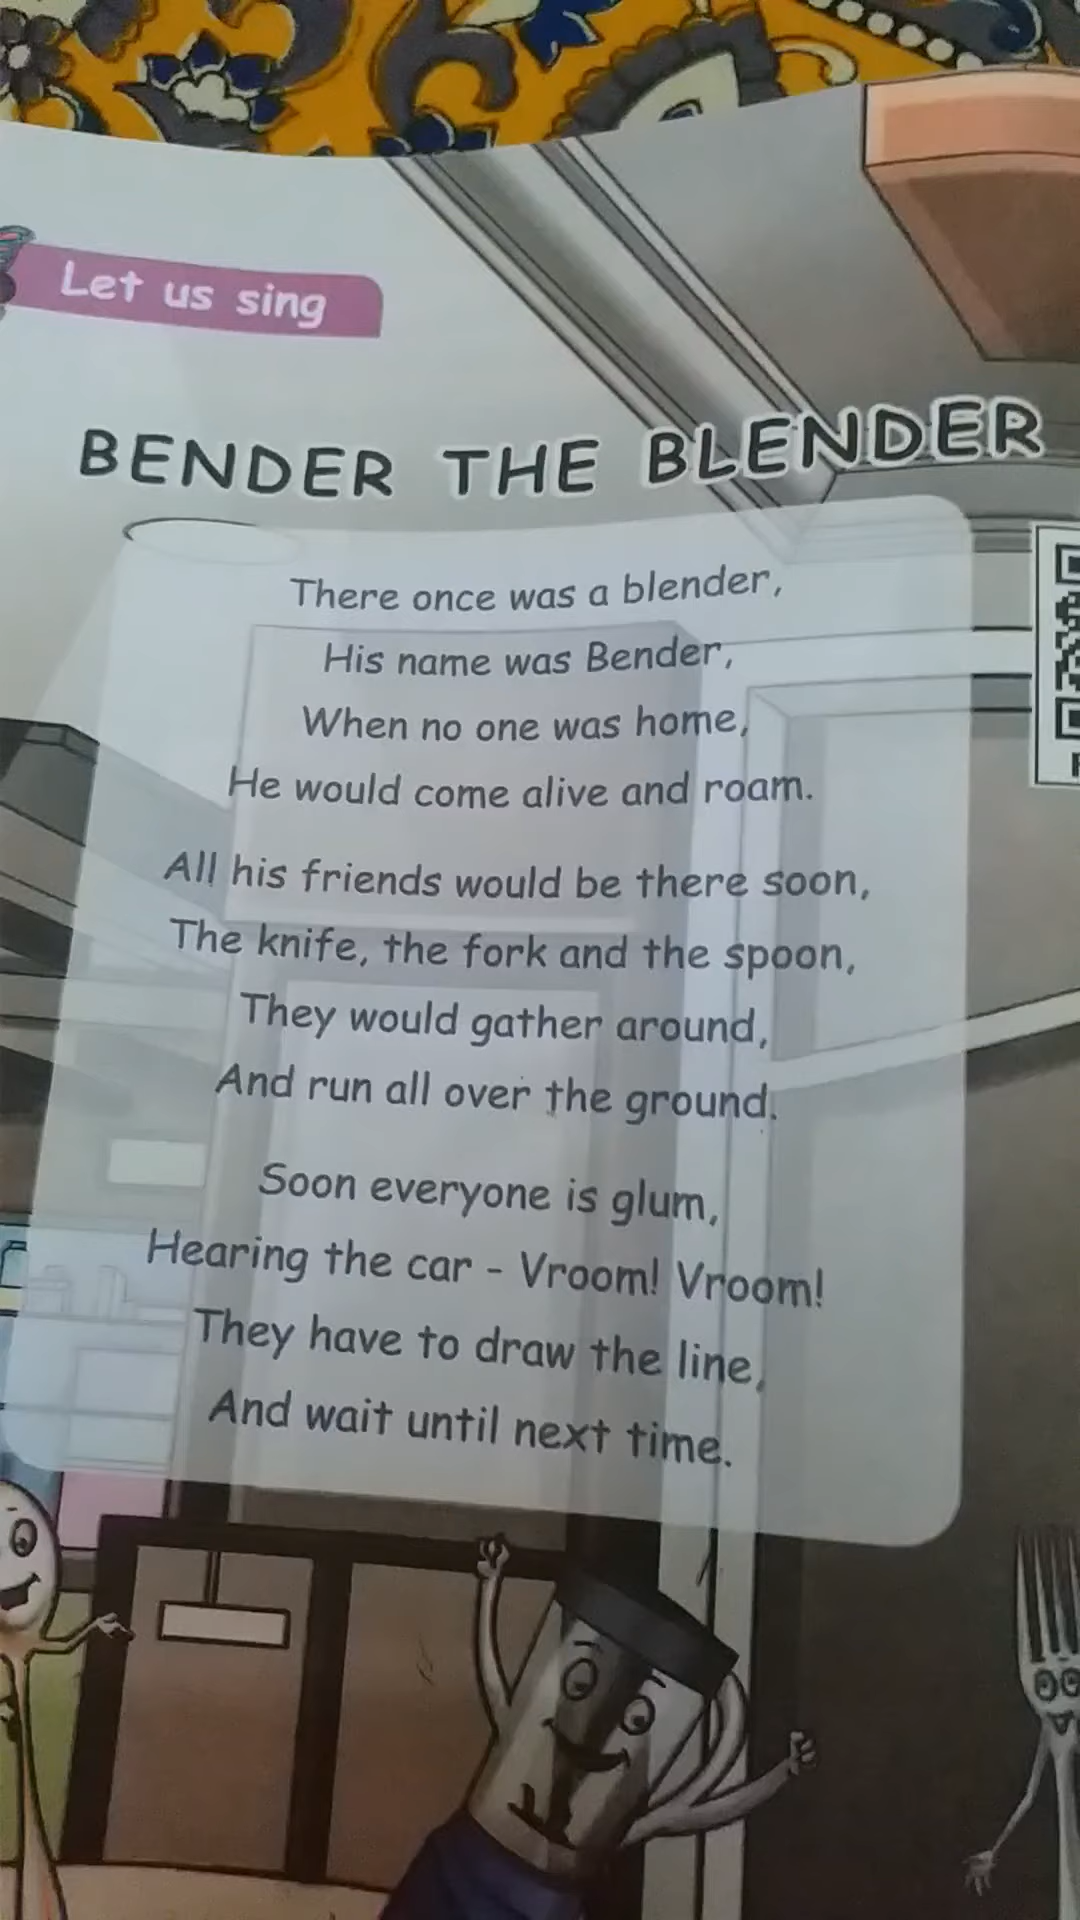 Let us sing
BENDER THE BLENDER
There once was a blender,
His name was Bender,
When no one was home,
He would come alive and roam.
All his friends would be there soon,
The knife, the fork and the spoon,
They would gather around,
And run all over the ground.
Soon everyone is glum,
Hearing the car - Vroom! Vroom!
They have to draw the line,
And wait until next time.